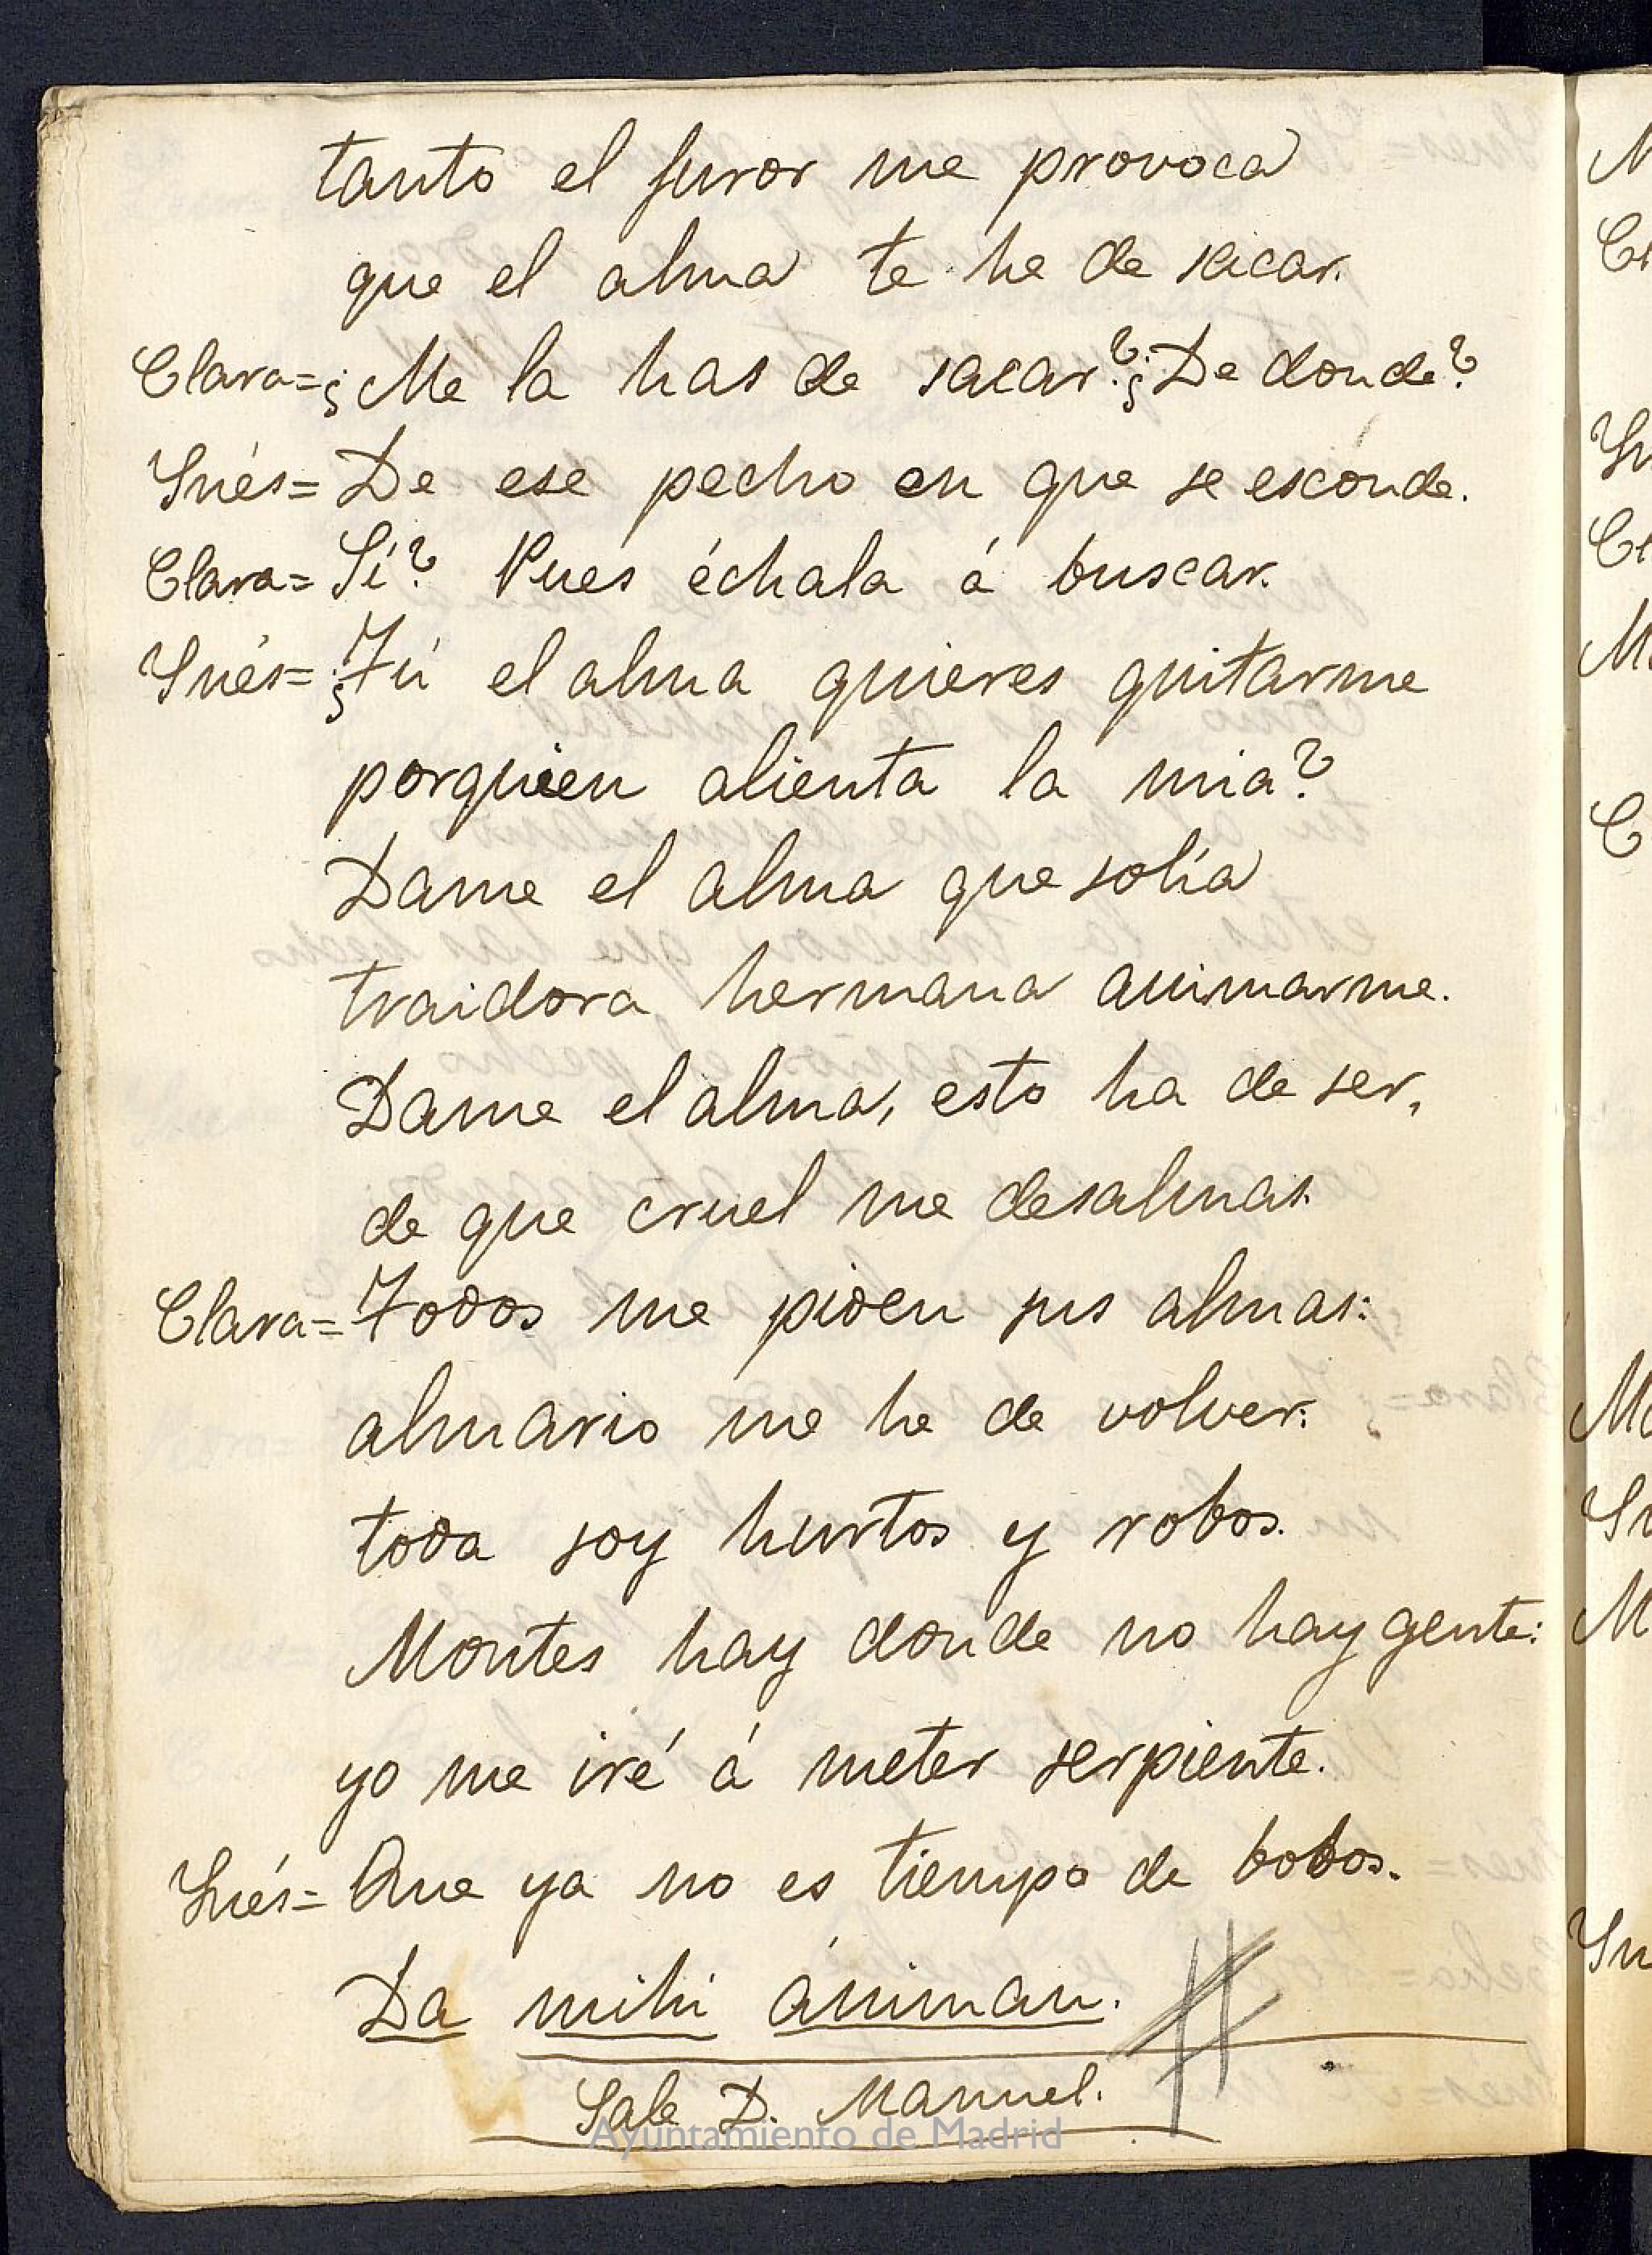 tanto el furor me provoca
que el alma te he de sacar.
Clara=¿Me la has de sacar?¿De donde?
Inés= De ese pecho en que se esconde.
Clara= Sí? Pues échala á buscar.
Inés= ¿Tú el alma quieres quitarme
porquien alienta la mia?
Dame el alma que solía
traidora hermana animarme.
Dame el alma, esto ha de ser,
de que cruel me desalmas.
Clara= Todos me piden sus almas:
almario me he de volver:
toda soy hurtos y robos.
Montes hay donde no hay gente:
yo me iré á meter serpiente.
Inés= Que ya no es tiempo de bobos.
Da mihi ániman.
Sale D. Manuel.
Ayuntamiento de Madrid